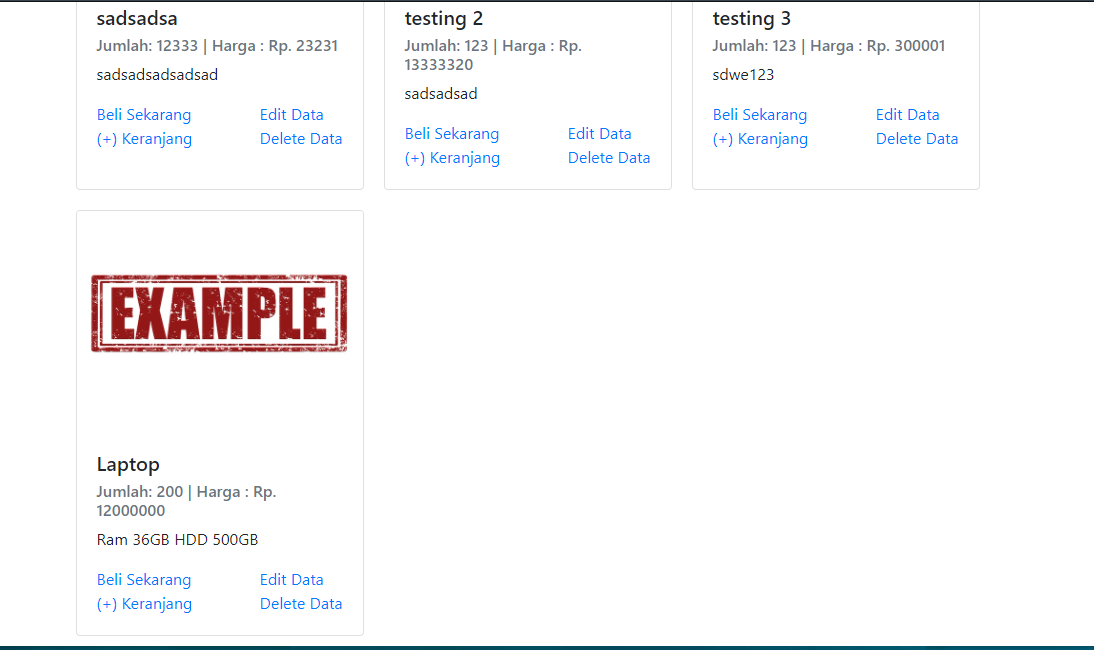 sadsadsa
Jumlah: 12333 | Harga : Rp. 23231
sadsadsadsadsad
Beli Sekarang Edit Data
(+) Keranjang Delete Data
testing 2
Jumlah: 123 | Harga : Rp.
13333320
sadsadsad
Beli Sekarang Edit Data
(+) Keranjang Delete Data
testing 3
Jumlah: 123 | Harga : Rp. 300001
sdwe123
Beli Sekarang Edit Data
(+) Keranjang Delete Data
EXAMPLE
Laptop
Jumlah: 200 | Harga : Rp.
12000000
Ram 36GB HDD 500GB
Beli Sekarang Edit Data
(+) Keranjang Delete Data